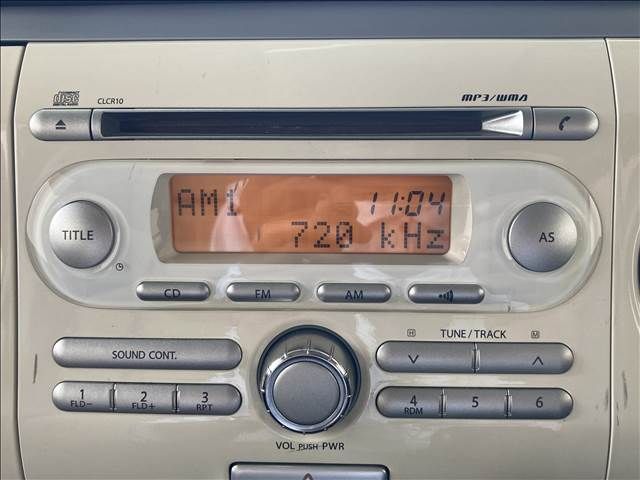 disc CLCR10 MP3/WMA
AM1 11:04
720 kHz
TITLE AS
CD FM AM
H TUNE/TRACK M
SOUND CONT.
1 2 3 4 5 6
FLD− FLD+ RPT RDM
VOL PUSH PWR